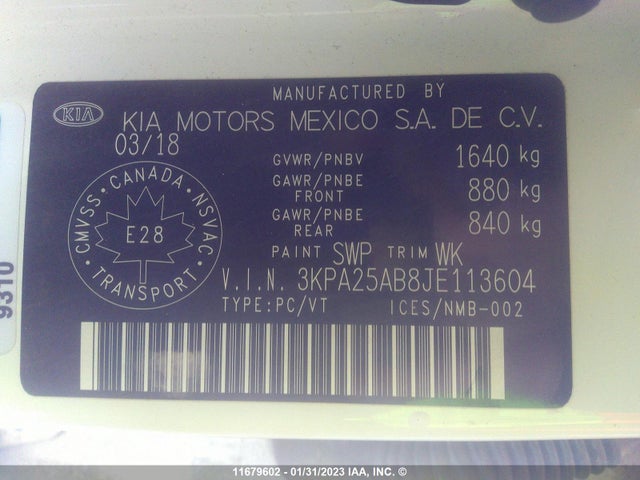 MANUFACTURED BY
KIA
KIA MOTORS MEXICO S.A. DE C.V.
03/18
GVWR/PNBV 1640 kg
GAWR/PNBE FRONT 880 kg
GAWR/PNBE REAR 840 kg
CMVSS · CANADA · NSVAC · TRANSPORT ·
E28
PAINT SWP TRIM WK
V.I.N. 3KPA25AB8JE113604
TYPE:PC/VT ICES/NMB-002
9310
11679602 - 01/31/2023 IAA, INC. ©